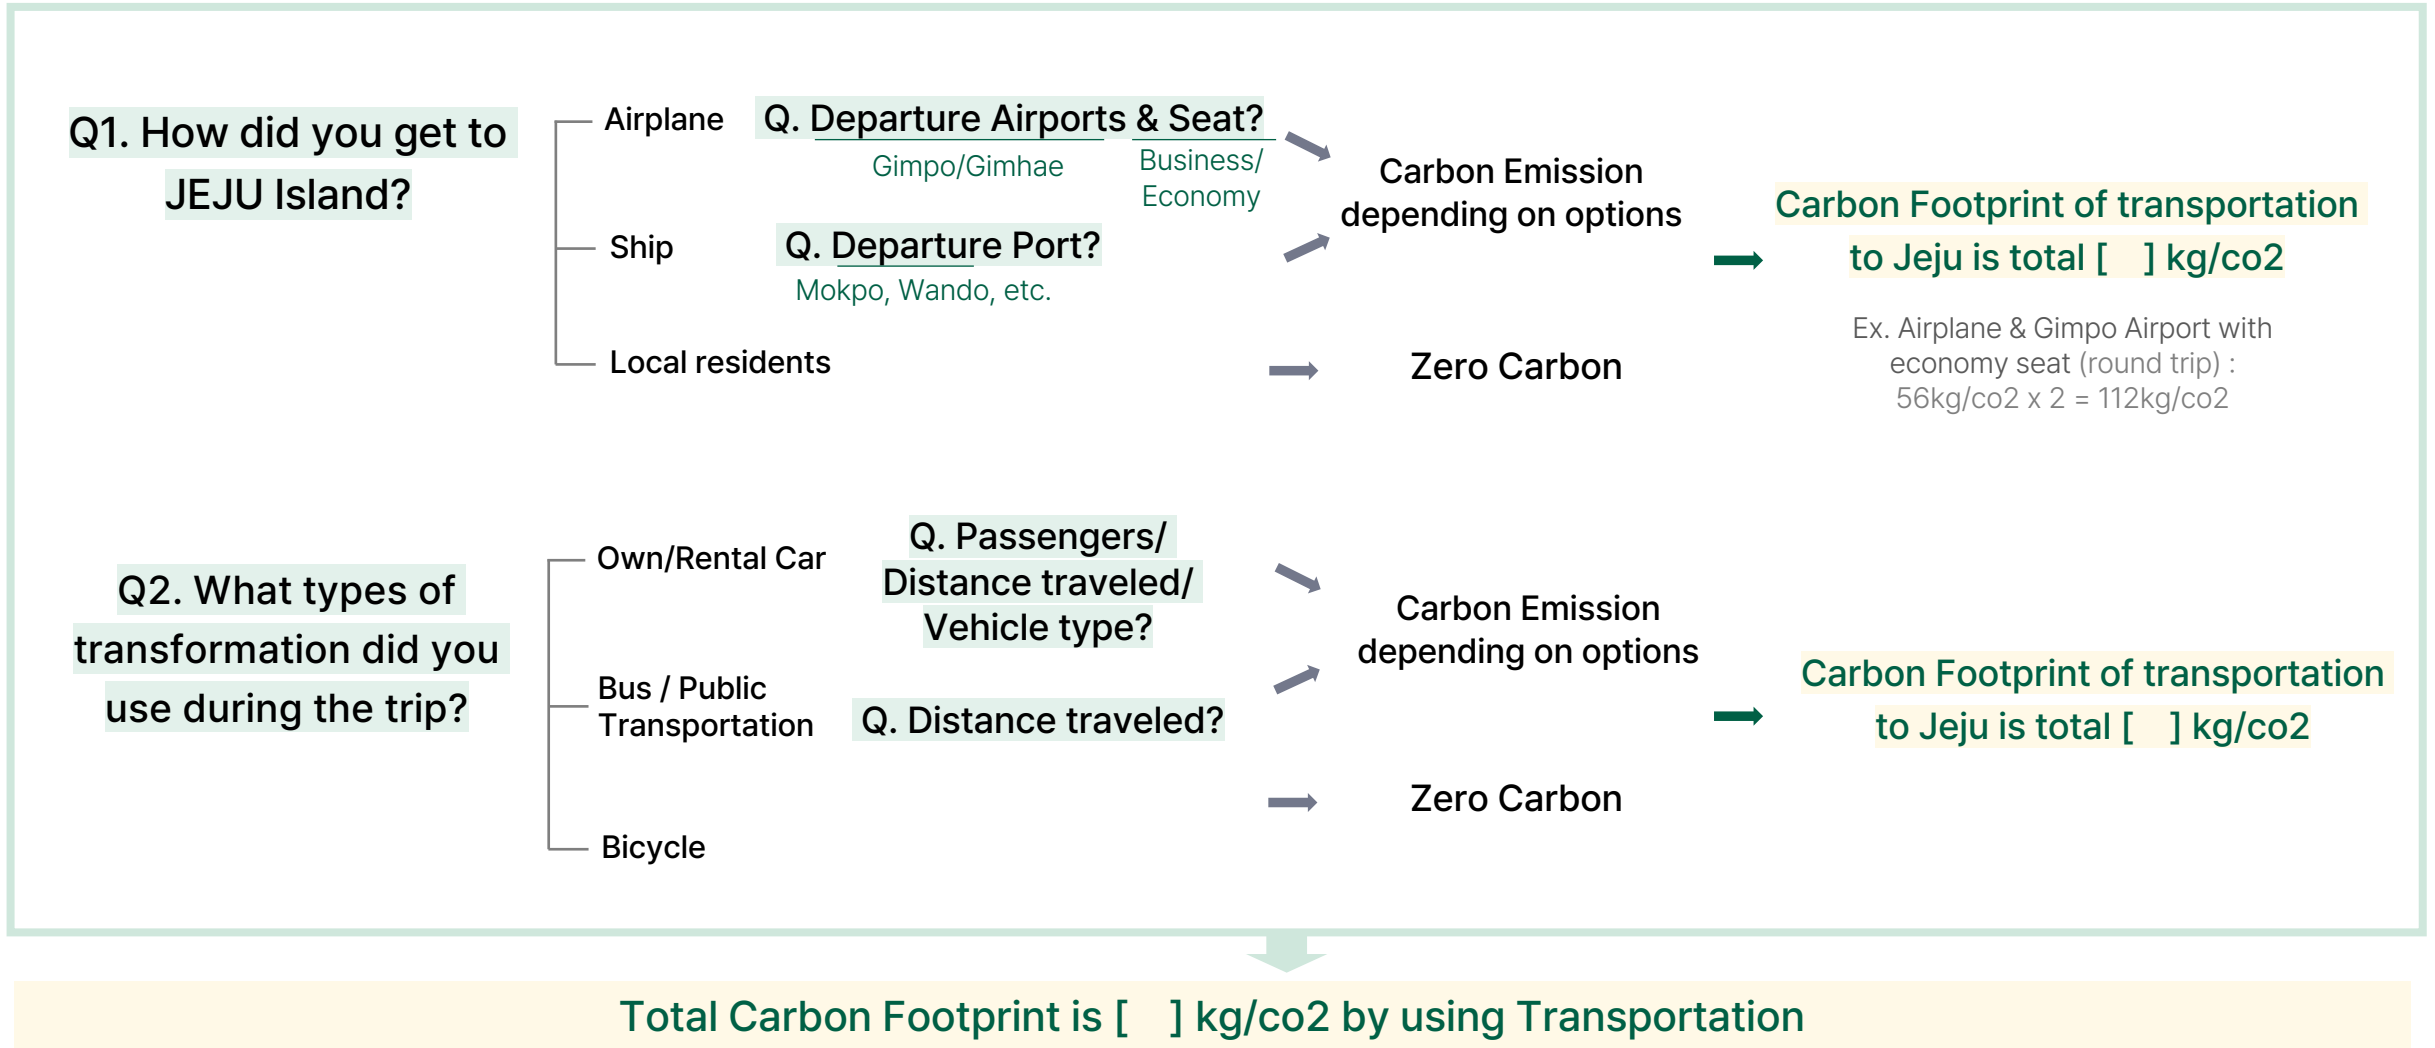 Q1. How did you get to
JEJU Island?
Airplane
Q. Departure Airports & Seat?
Gimpo/Gimhae
Business/
Economy
Ship
Q. Departure Port?
Mokpo, Wando, etc.
Local residents
Carbon Emission
depending on options
Zero Carbon
Carbon Footprint of transportation
to Jeju is total [ ] kg/co2
Ex. Airplane & Gimpo Airport with
economy seat (round trip) :
56kg/co2 x 2 = 112kg/co2
Q2. What types of
transformation did you
use during the trip?
Own/Rental Car
Q. Passengers/
Distance traveled/
Vehicle type?
Bus / Public
Transportation
Q. Distance traveled?
Bicycle
Carbon Emission
depending on options
Zero Carbon
Carbon Footprint of transportation
to Jeju is total [ ] kg/co2
Total Carbon Footprint is [ ] kg/co2 by using Transportation